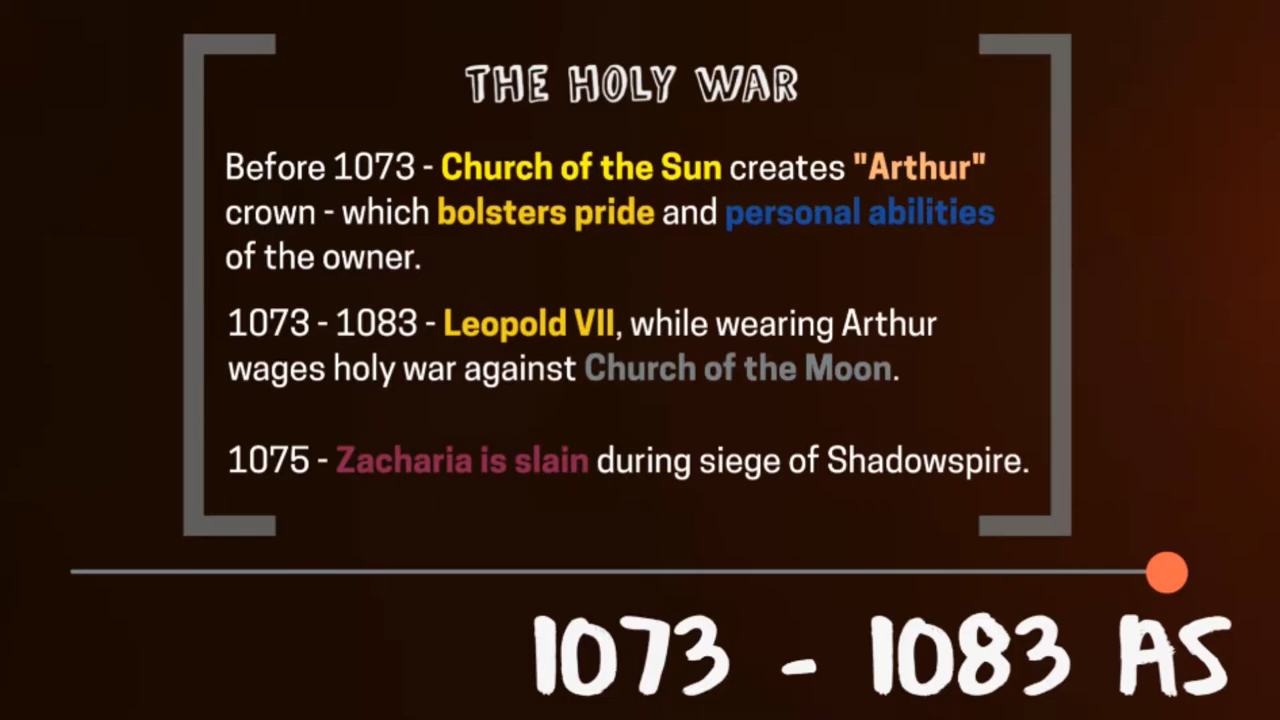 THE HOLY WAR
Before 1073 - Church of the Sun creates "Arthur"
crown - which bolsters pride and personal abilities
of the owner.
1073 - 1083 - Leopold VII, while wearing Arthur
wages holy war against Church of the Moon.
1075 - Zacharia is slain during siege of Shadowspire.
1073 - 1083 AS